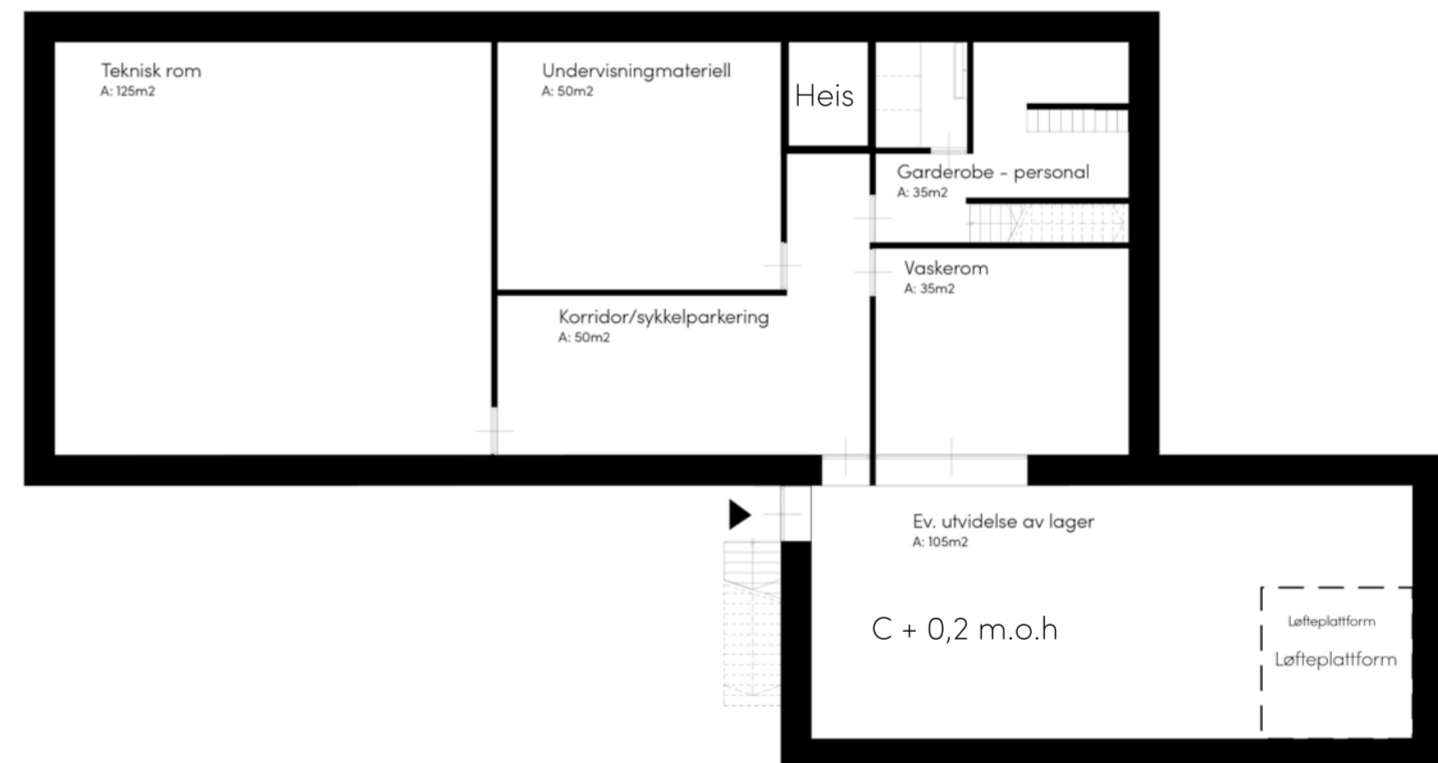 Teknisk rom
A: 125m2
Undervisningmateriell
A: 50m2
Heis
Garderobe - personal
A: 35m2
Vaskerom
A: 35m2
Korridor/sykkelparkering
A: 50m2
Ev. utvidelse av lager
A: 105m2
C + 0,2 m.o.h
Løfteplattform
Løfteplattform